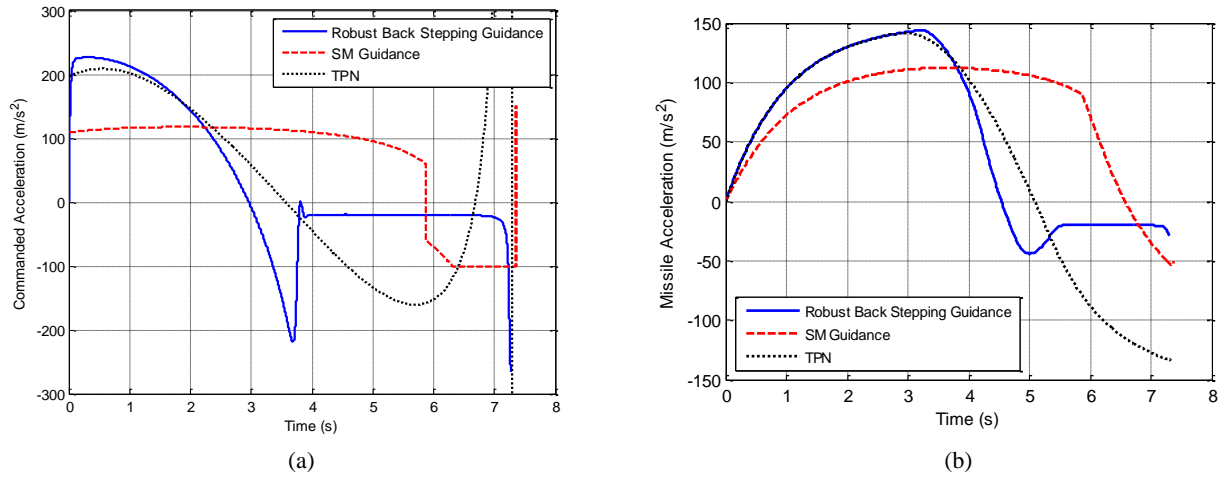 300
200
100
0
-100
-200
-300
Commanded Acceleration (m/s²)
Robust Back Stepping Guidance
SM Guidance
TPN
0 1 2 3 4 5 6 7 8
Time (s)
(a)
150
100
50
0
-50
-100
-150
Missile Acceleration (m/s²)
Robust Back Stepping Guidance
SM Guidance
TPN
0 1 2 3 4 5 6 7 8
Time (s)
(b)